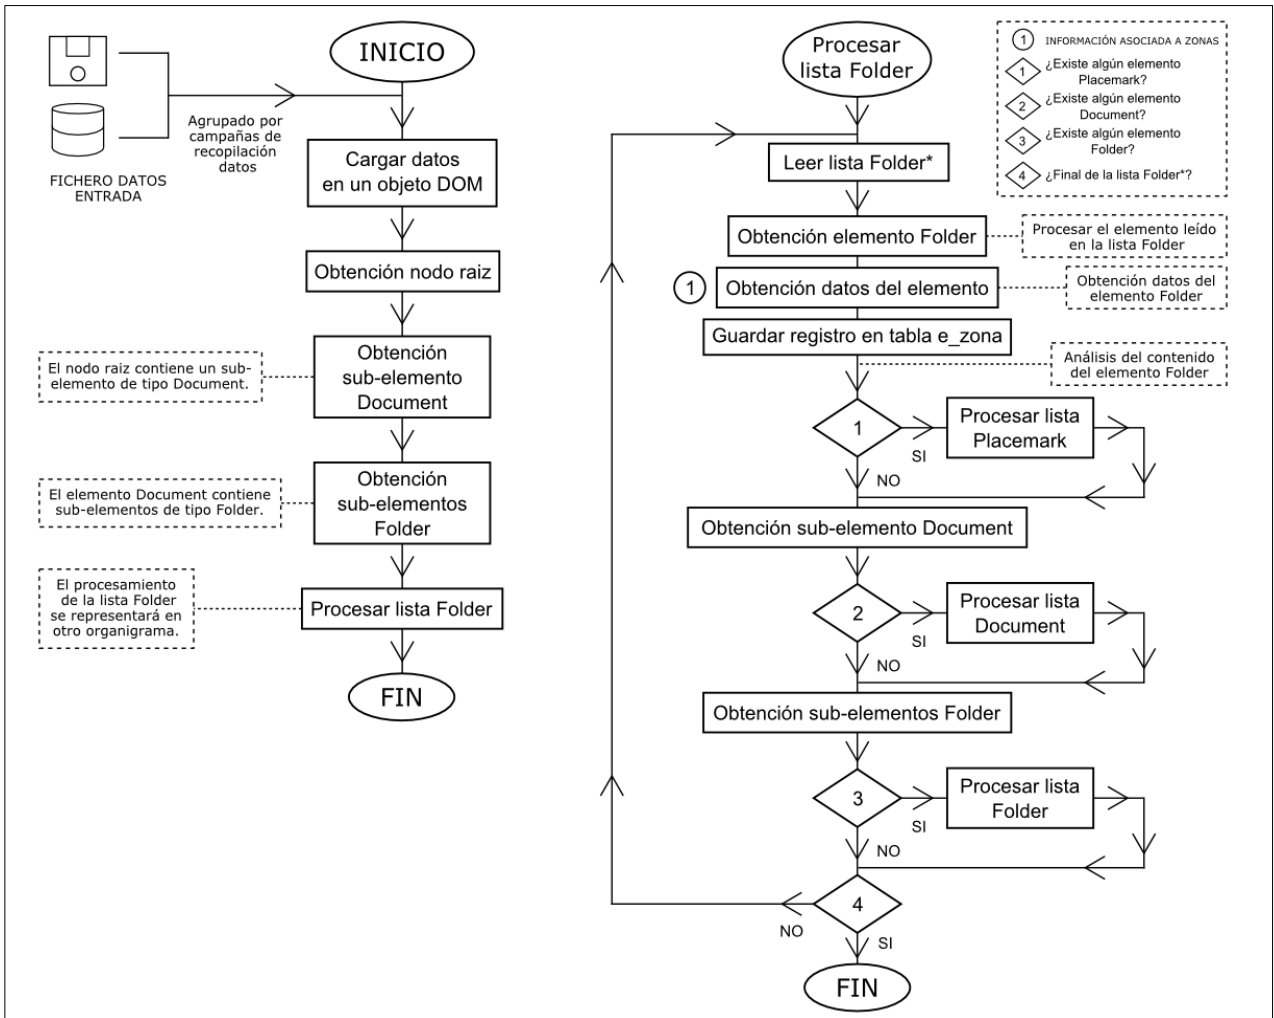 INICIO
Agrupado por
campañas de
recopilación
datos
FICHERO DATOS
ENTRADA
Cargar datos
en un objeto DOM
Obtención nodo raiz
El nodo raiz contiene un sub-
elemento de tipo Document.
Obtención
sub-elemento
Document
El elemento Document contiene
sub-elementos de tipo Folder.
Obtención
sub-elementos
Folder
El procesamiento
de la lista Folder
se representará en
otro organigrama.
Procesar lista Folder
FIN
Procesar
lista Folder
1 INFORMACIÓN ASOCIADA A ZONAS
1 ¿Existe algún elemento
Placemark?
2 ¿Existe algún elemento
Document?
3 ¿Existe algún elemento
Folder?
4 ¿Final de la lista Folder*?
Leer lista Folder*
Obtención elemento Folder
Procesar el elemento leído
en la lista Folder
1 Obtención datos del elemento
Obtención datos del
elemento Folder
Guardar registro en tabla e_zona
Análisis del contenido
del elemento Folder
1
SI
Procesar lista
Placemark
NO
Obtención sub-elemento Document
2
SI
Procesar lista
Document
NO
Obtención sub-elementos Folder
3
SI
Procesar lista
Folder
NO
4
NO
SI
FIN